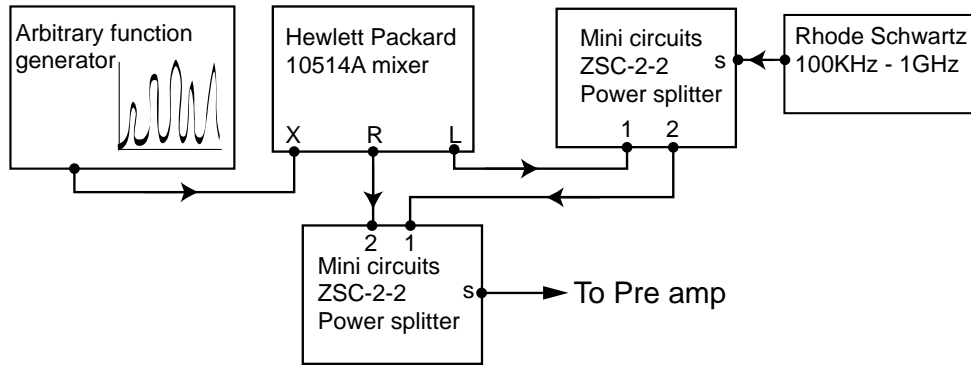 Arbitrary function
generator
Hewlett Packard
10514A mixer
X R L
Mini circuits
ZSC-2-2
Power splitter
s
1 2
Rhode Schwartz
100KHz - 1GHz
2 1
Mini circuits
ZSC-2-2
Power splitter
s
To Pre amp